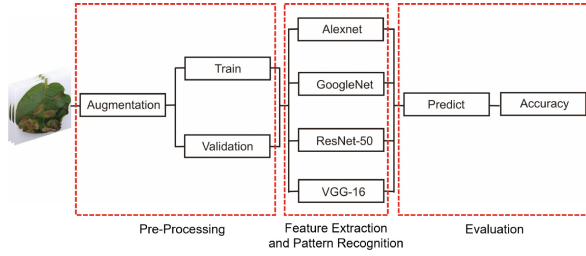 Augmentation
Train
Validation
Alexnet
GoogleNet
ResNet-50
VGG-16
Predict
Accuracy
Pre-Processing
Feature Extraction
and Pattern Recognition
Evaluation